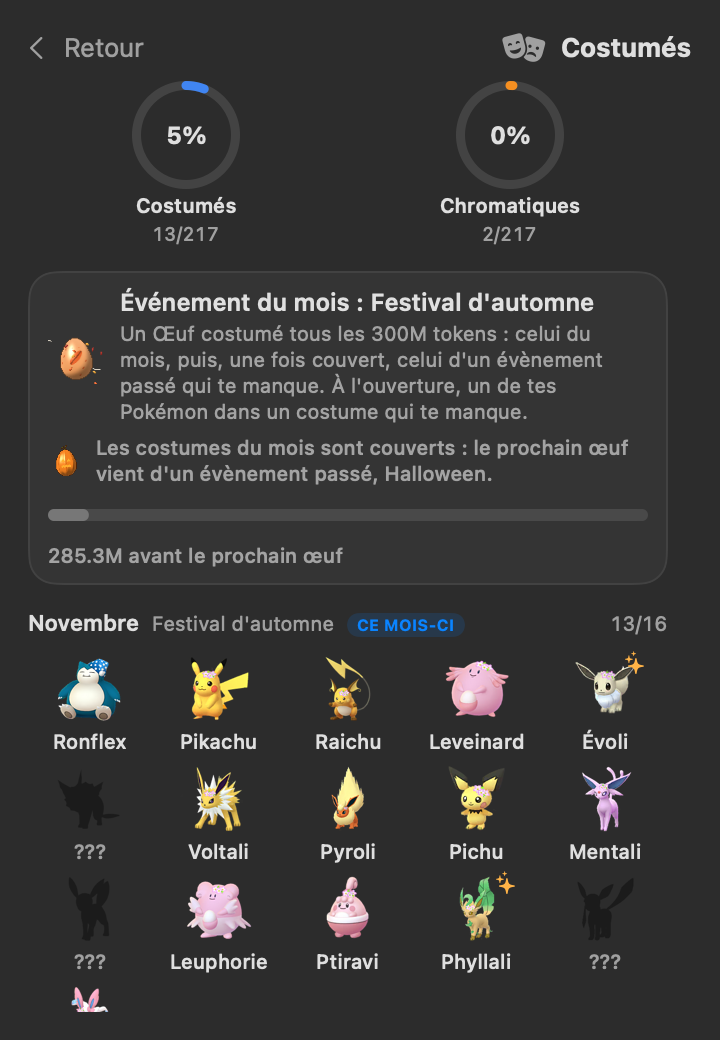 Retour
Costumés
5%
0%
Costumés
Chromatiques
13/217
2/217
Événement du mois : Festival d'automne
Un Œuf costumé tous les 300M tokens : celui du
mois, puis, une fois couvert, celui d'un évènement
passé qui te manque. À l'ouverture, un de tes
Pokémon dans un costume qui te manque.
Les costumes du mois sont couverts : le prochain œuf
vient d'un évènement passé, Halloween.
285.3M avant le prochain œuf
Novembre Festival d'automne CE MOIS-CI 13/16
Ronflex Pikachu Raichu Leveinard Évoli
??? Voltali Pyroli Pichu Mentali
??? Leuphorie Ptiravi Phyllali ???